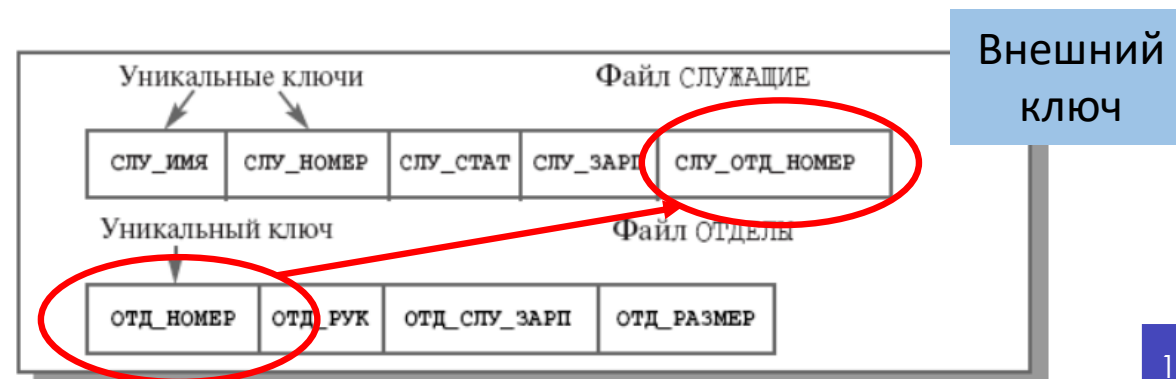 Внешний
ключ
Уникальные ключи
Файл СЛУЖАЩИЕ
СЛУ_ИМЯ СЛУ_НОМЕР СЛУ_СТАТ СЛУ_ЗАРП СЛУ_ОТД_НОМЕР
Уникальный ключ
Файл ОТДЕЛЫ
ОТД_НОМЕР ОТД_РУК ОТД_СЛУ_ЗАРП ОТД_РАЗМЕР
1